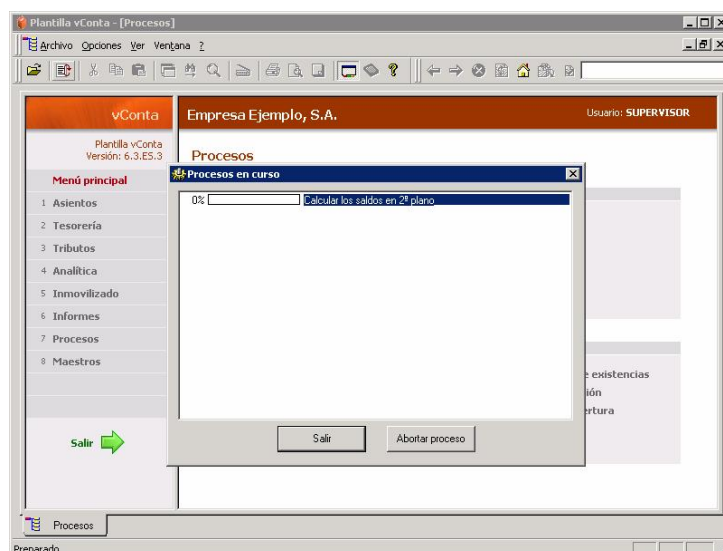 Plantilla vConta - [Procesos]
Archivo Opciones Ver Ventana ?
vConta
Empresa Ejemplo, S.A.
Usuario: SUPERVISOR
Plantilla vConta
Versión: 6.3.ES.3
Procesos
Menú principal
Procesos en curso
0% Calcular los saldos en 2º plano
1 Asientos
2 Tesorería
3 Tributos
4 Analítica
5 Inmovilizado
6 Informes
7 Procesos
8 Maestros
existencias
ión
ertura
Salir
Salir
Abortar proceso
Procesos
Preparado